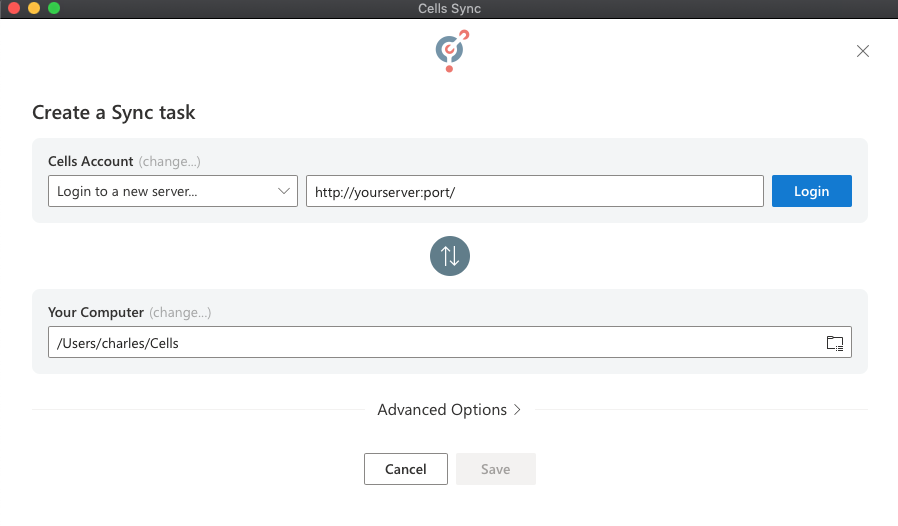 Cells Sync
Create a Sync task
Cells Account (change...)
Login to a new server... http://yourserver:port/ Login
Your Computer (change...)
/Users/charles/Cells
Advanced Options
Cancel Save